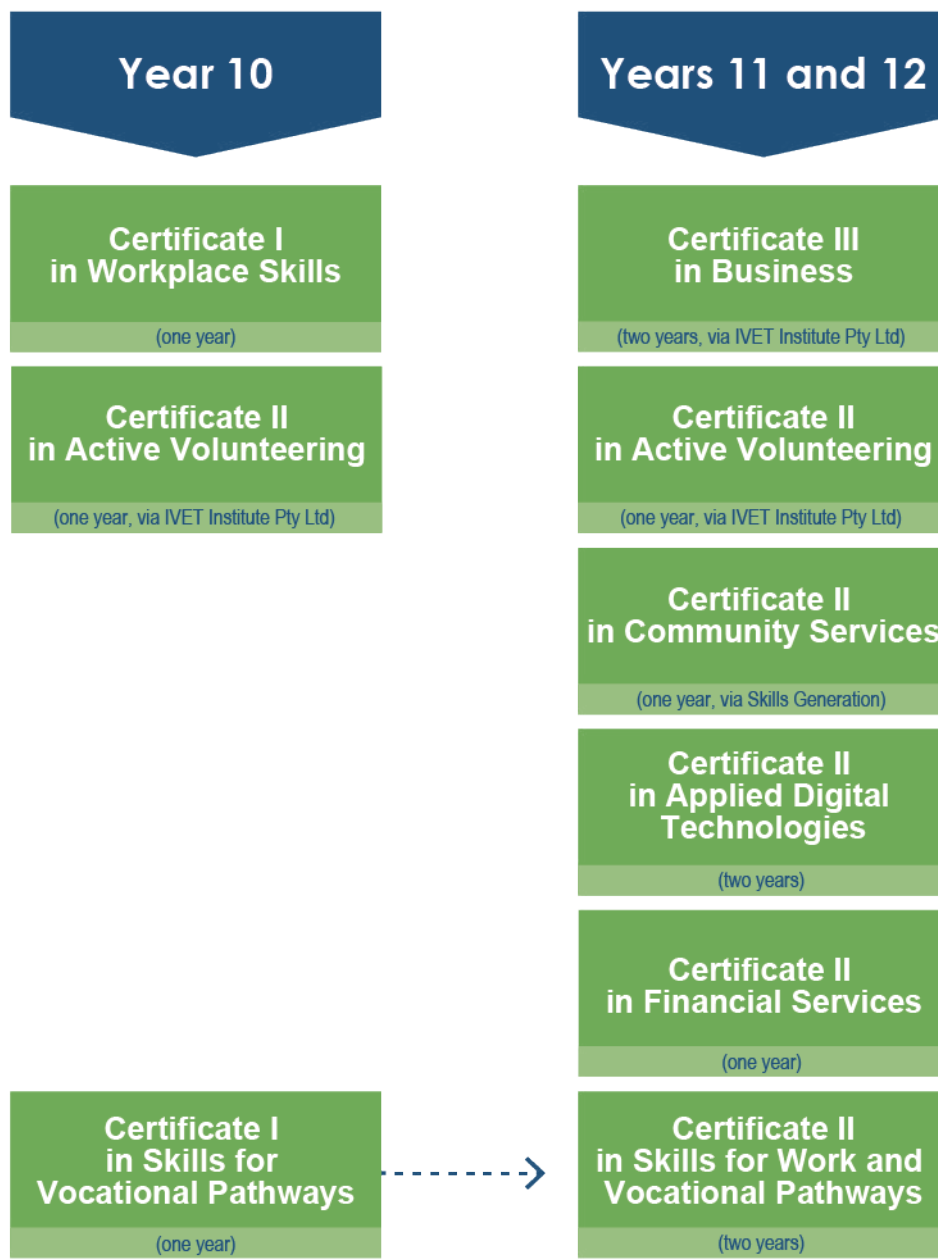 Year 10
Certificate I
in Workplace Skills
(one year)
Certificate II
in Active Volunteering
(one year, via IVET Institute Pty Ltd)
Certificate I
in Skills for
Vocational Pathways
(one year)
Years 11 and 12
Certificate III
in Business
(two years, via IVET Institute Pty Ltd)
Certificate II
in Active Volunteering
(one year, via IVET Institute Pty Ltd)
Certificate II
in Community Services
(one year, via Skills Generation)
Certificate II
in Applied Digital
Technologies
(two years)
Certificate II
in Financial Services
(one year)
Certificate II
in Skills for Work and
Vocational Pathways
(two years)